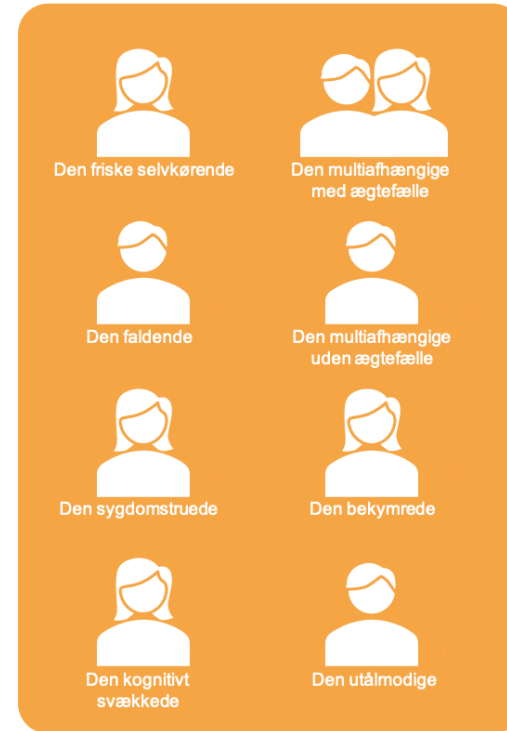 Den friske selvkørende
Den multiafhængige
med ægtefælle
Den faldende
Den multiafhængige
uden ægtefælle
Den sygdomstruede
Den bekymrede
Den kognitivt
svækkede
Den utålmodige